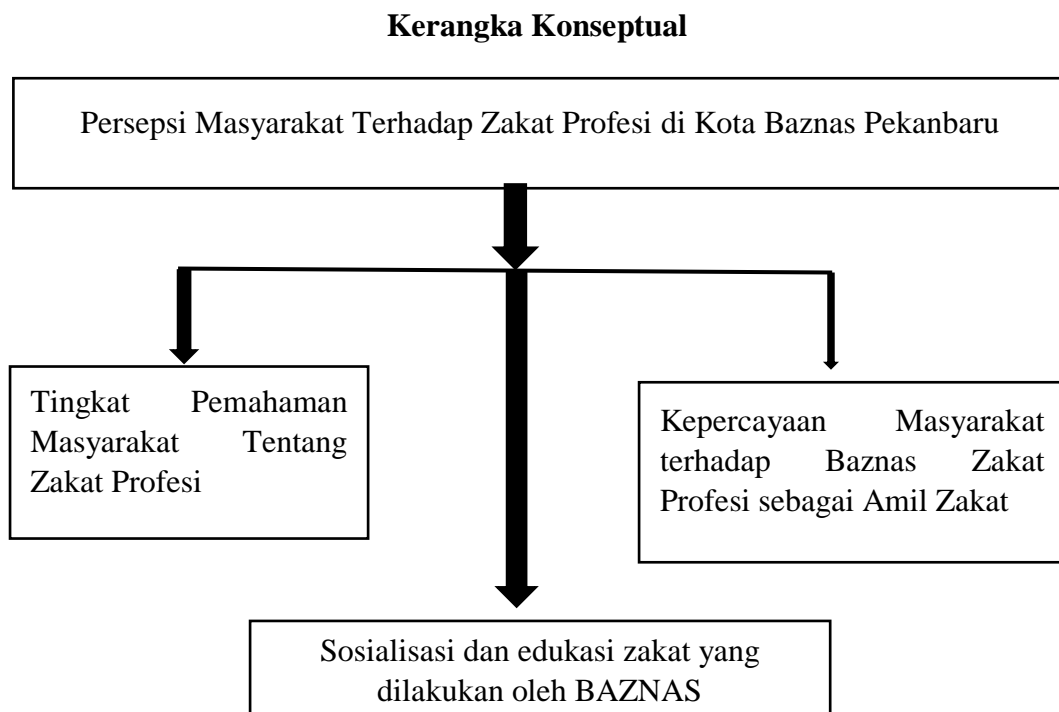 Kerangka Konseptual
Persepsi Masyarakat Terhadap Zakat Profesi di Kota Baznas Pekanbaru
Tingkat Pemahaman
Masyarakat Tentang
Zakat Profesi
Kepercayaan Masyarakat
terhadap Baznas Zakat
Profesi sebagai Amil Zakat
Sosialisasi dan edukasi zakat yang
dilakukan oleh BAZNAS